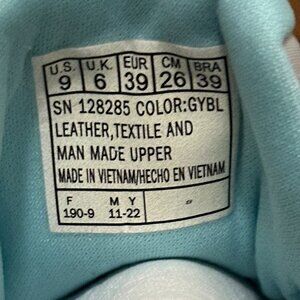 U.S. U.K. EUR CM BRA
9 6 39 26 39
SN 128285 COLOR:GYBL
LEATHER,TEXTILE AND
MAN MADE UPPER
MADE IN VIETNAM/HECHO EN VIETNAM
F M Y
190-9 11-22